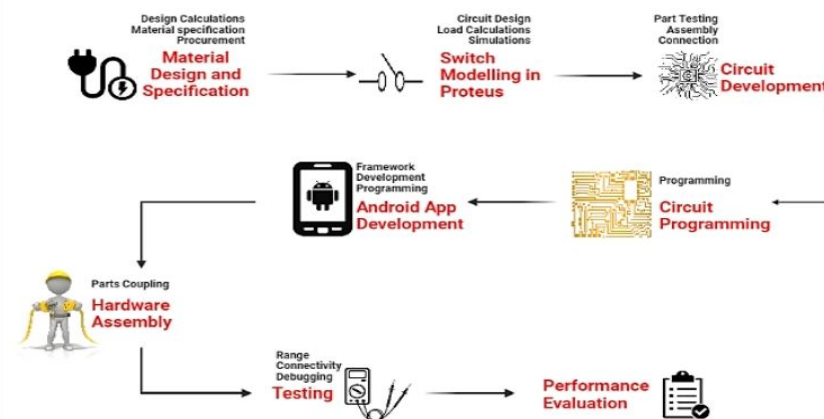 Design Calculations
Material specification
Procurement
Material
Design and
Specification
Circuit Design
Load Calculations
Simulations
Switch
Modelling in
Proteus
Part Testing
Assembly
Connection
Circuit
Development
Framework
Development
Programming
Android App
Development
Programming
Circuit
Programming
Parts Coupling
Hardware
Assembly
Range
Connectivity
Debugging
Testing
Performance
Evaluation